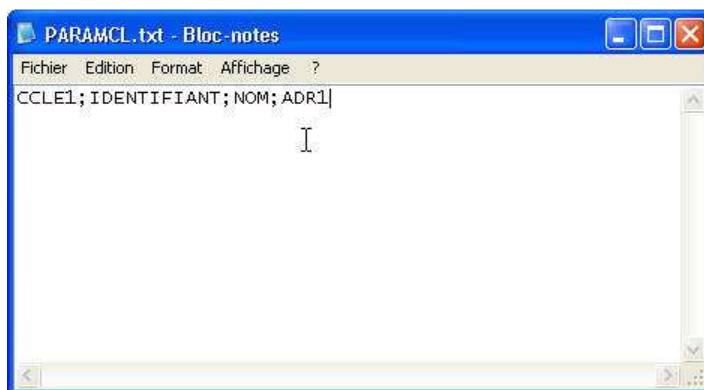 PARAMCL.txt - Bloc-notes
Fichier Edition Format Affichage ?
CCLE1;IDENTIFIANT;NOM;ADR1